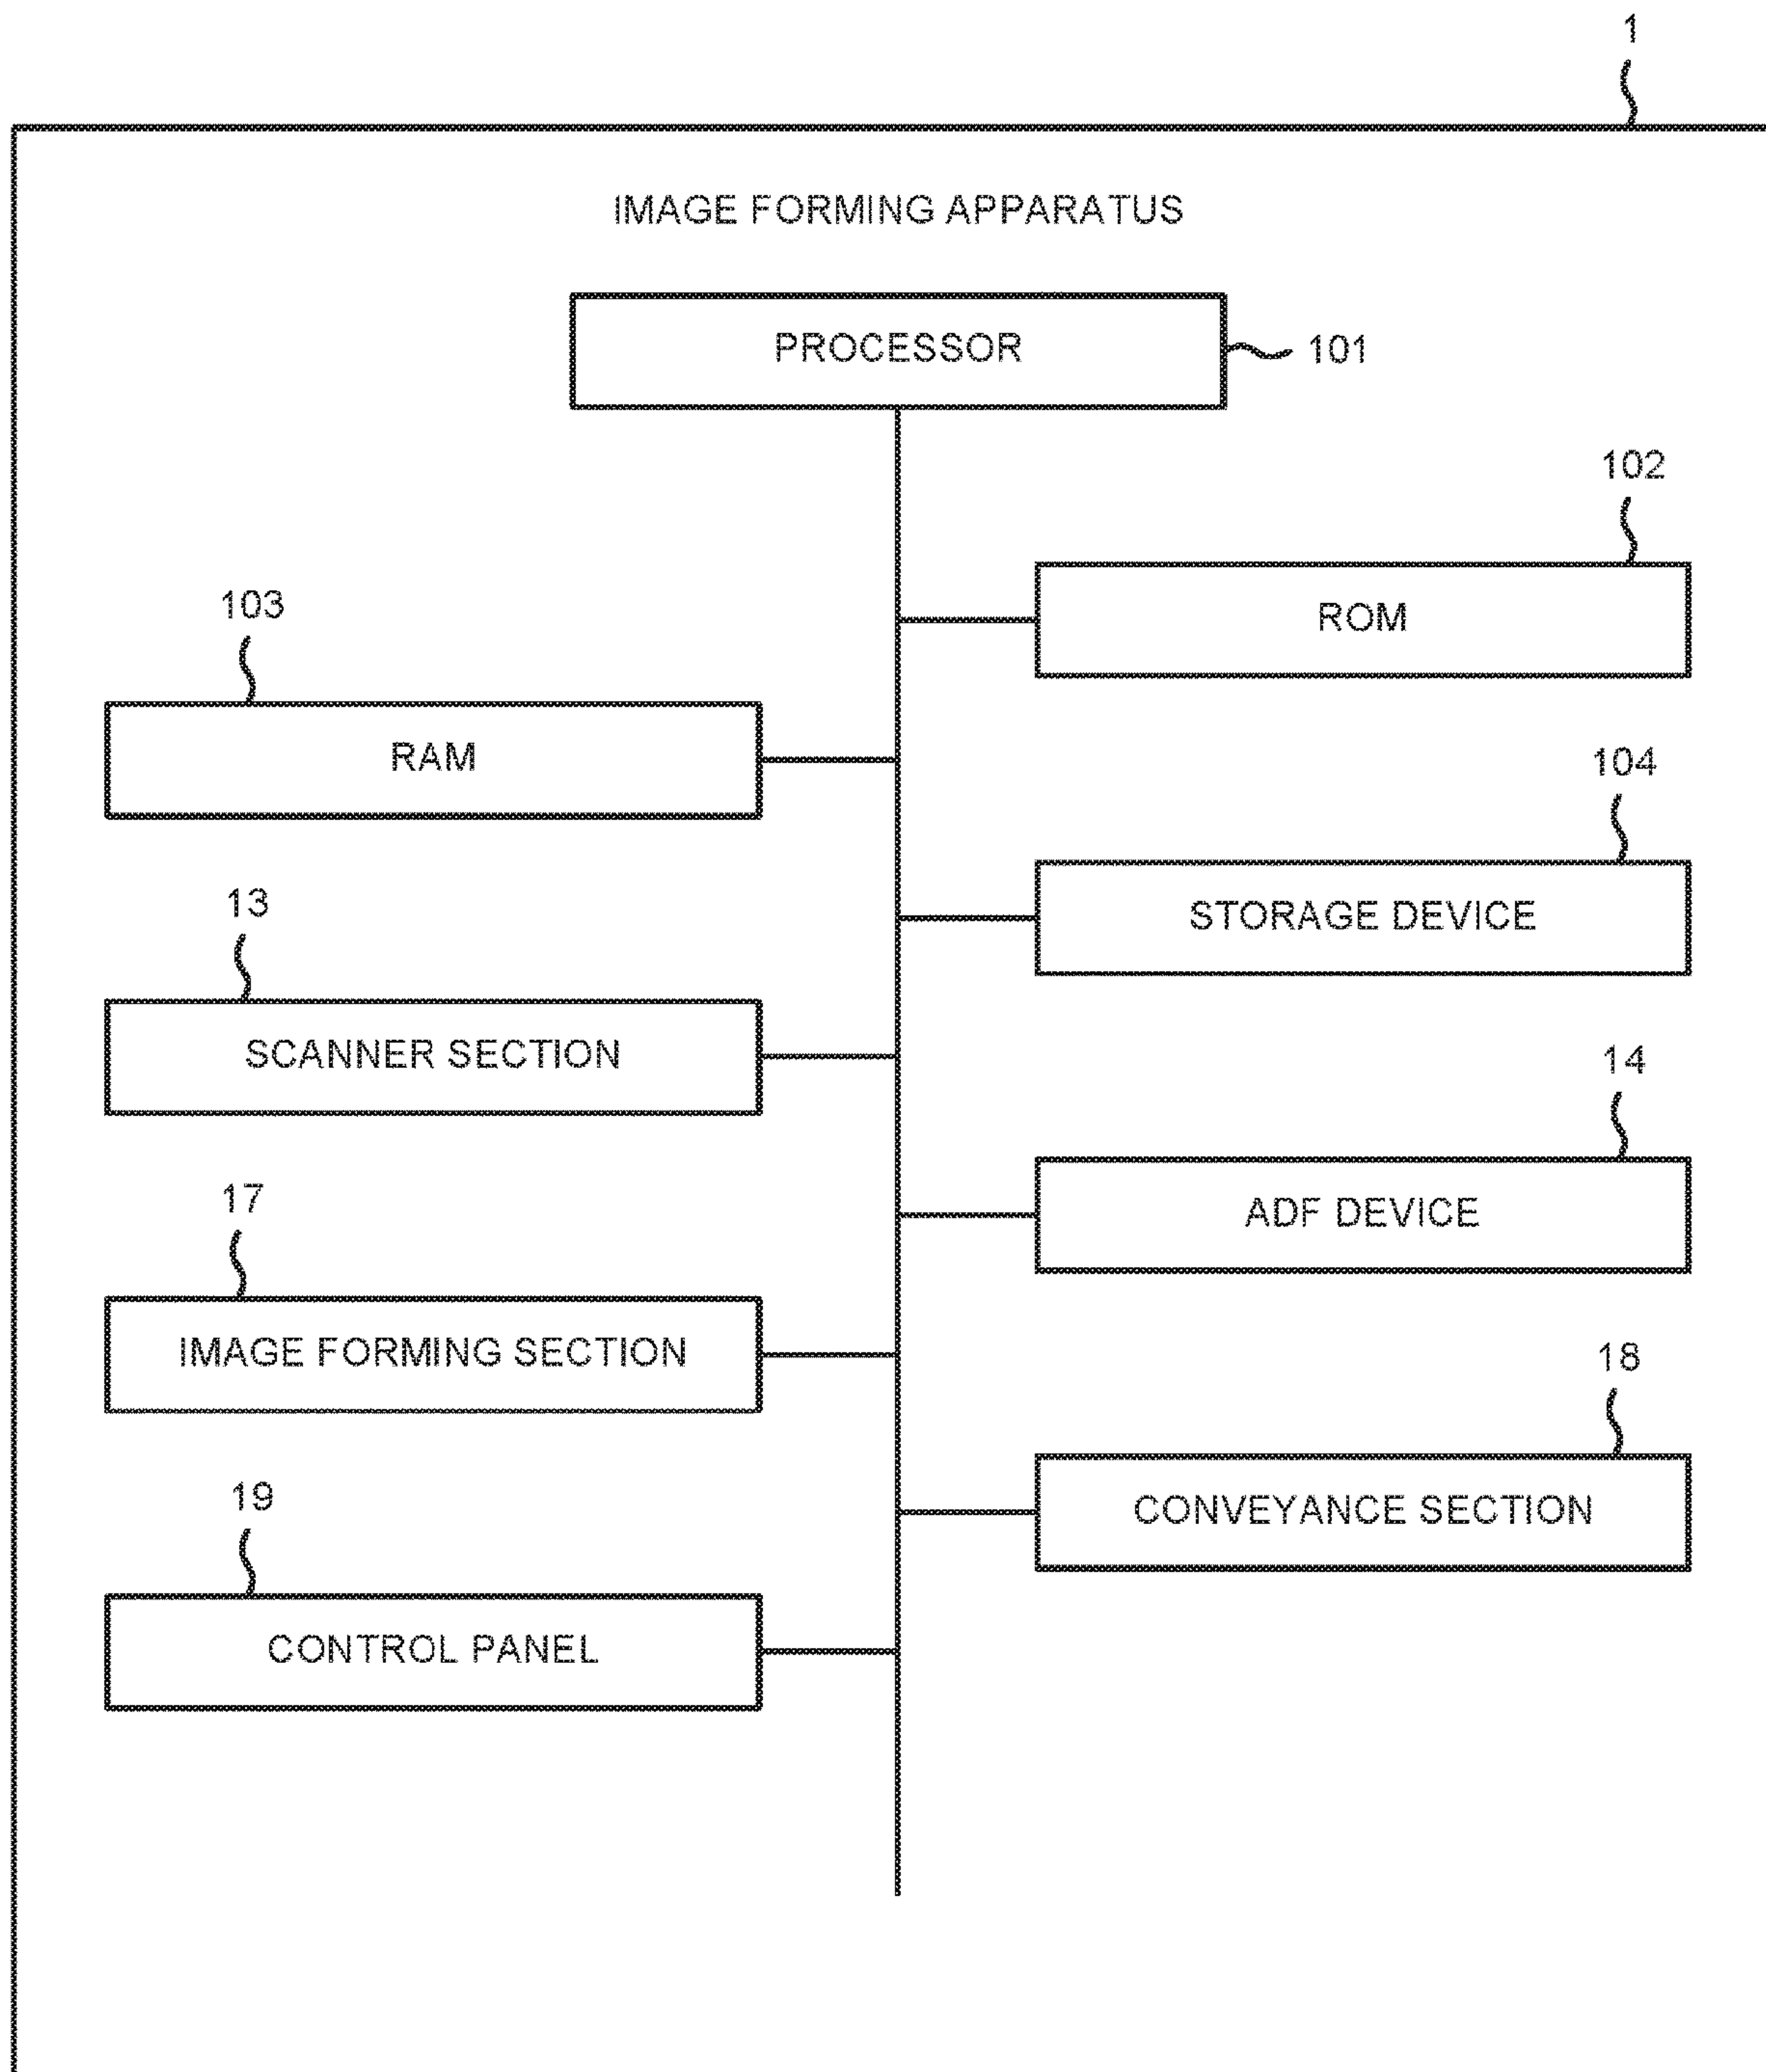 1
IMAGE FORMING APPARATUS
PROCESSOR
101
102
ROM
103
RAM
104
STORAGE DEVICE
13
SCANNER SECTION
14
ADF DEVICE
17
IMAGE FORMING SECTION
18
CONVEYANCE SECTION
19
CONTROL PANEL